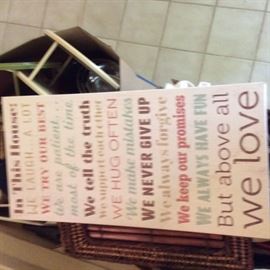 In This House:
WE LAUGH A LOT
WE TRY OUR BEST
we are patient...
most of the time,
We tell the truth
We support each other
WE HUG OFTEN
We make mistakes
WE NEVER GIVE UP
We always forgive
We keep our promises
WE ALWAYS HAVE FUN
But above all
we love